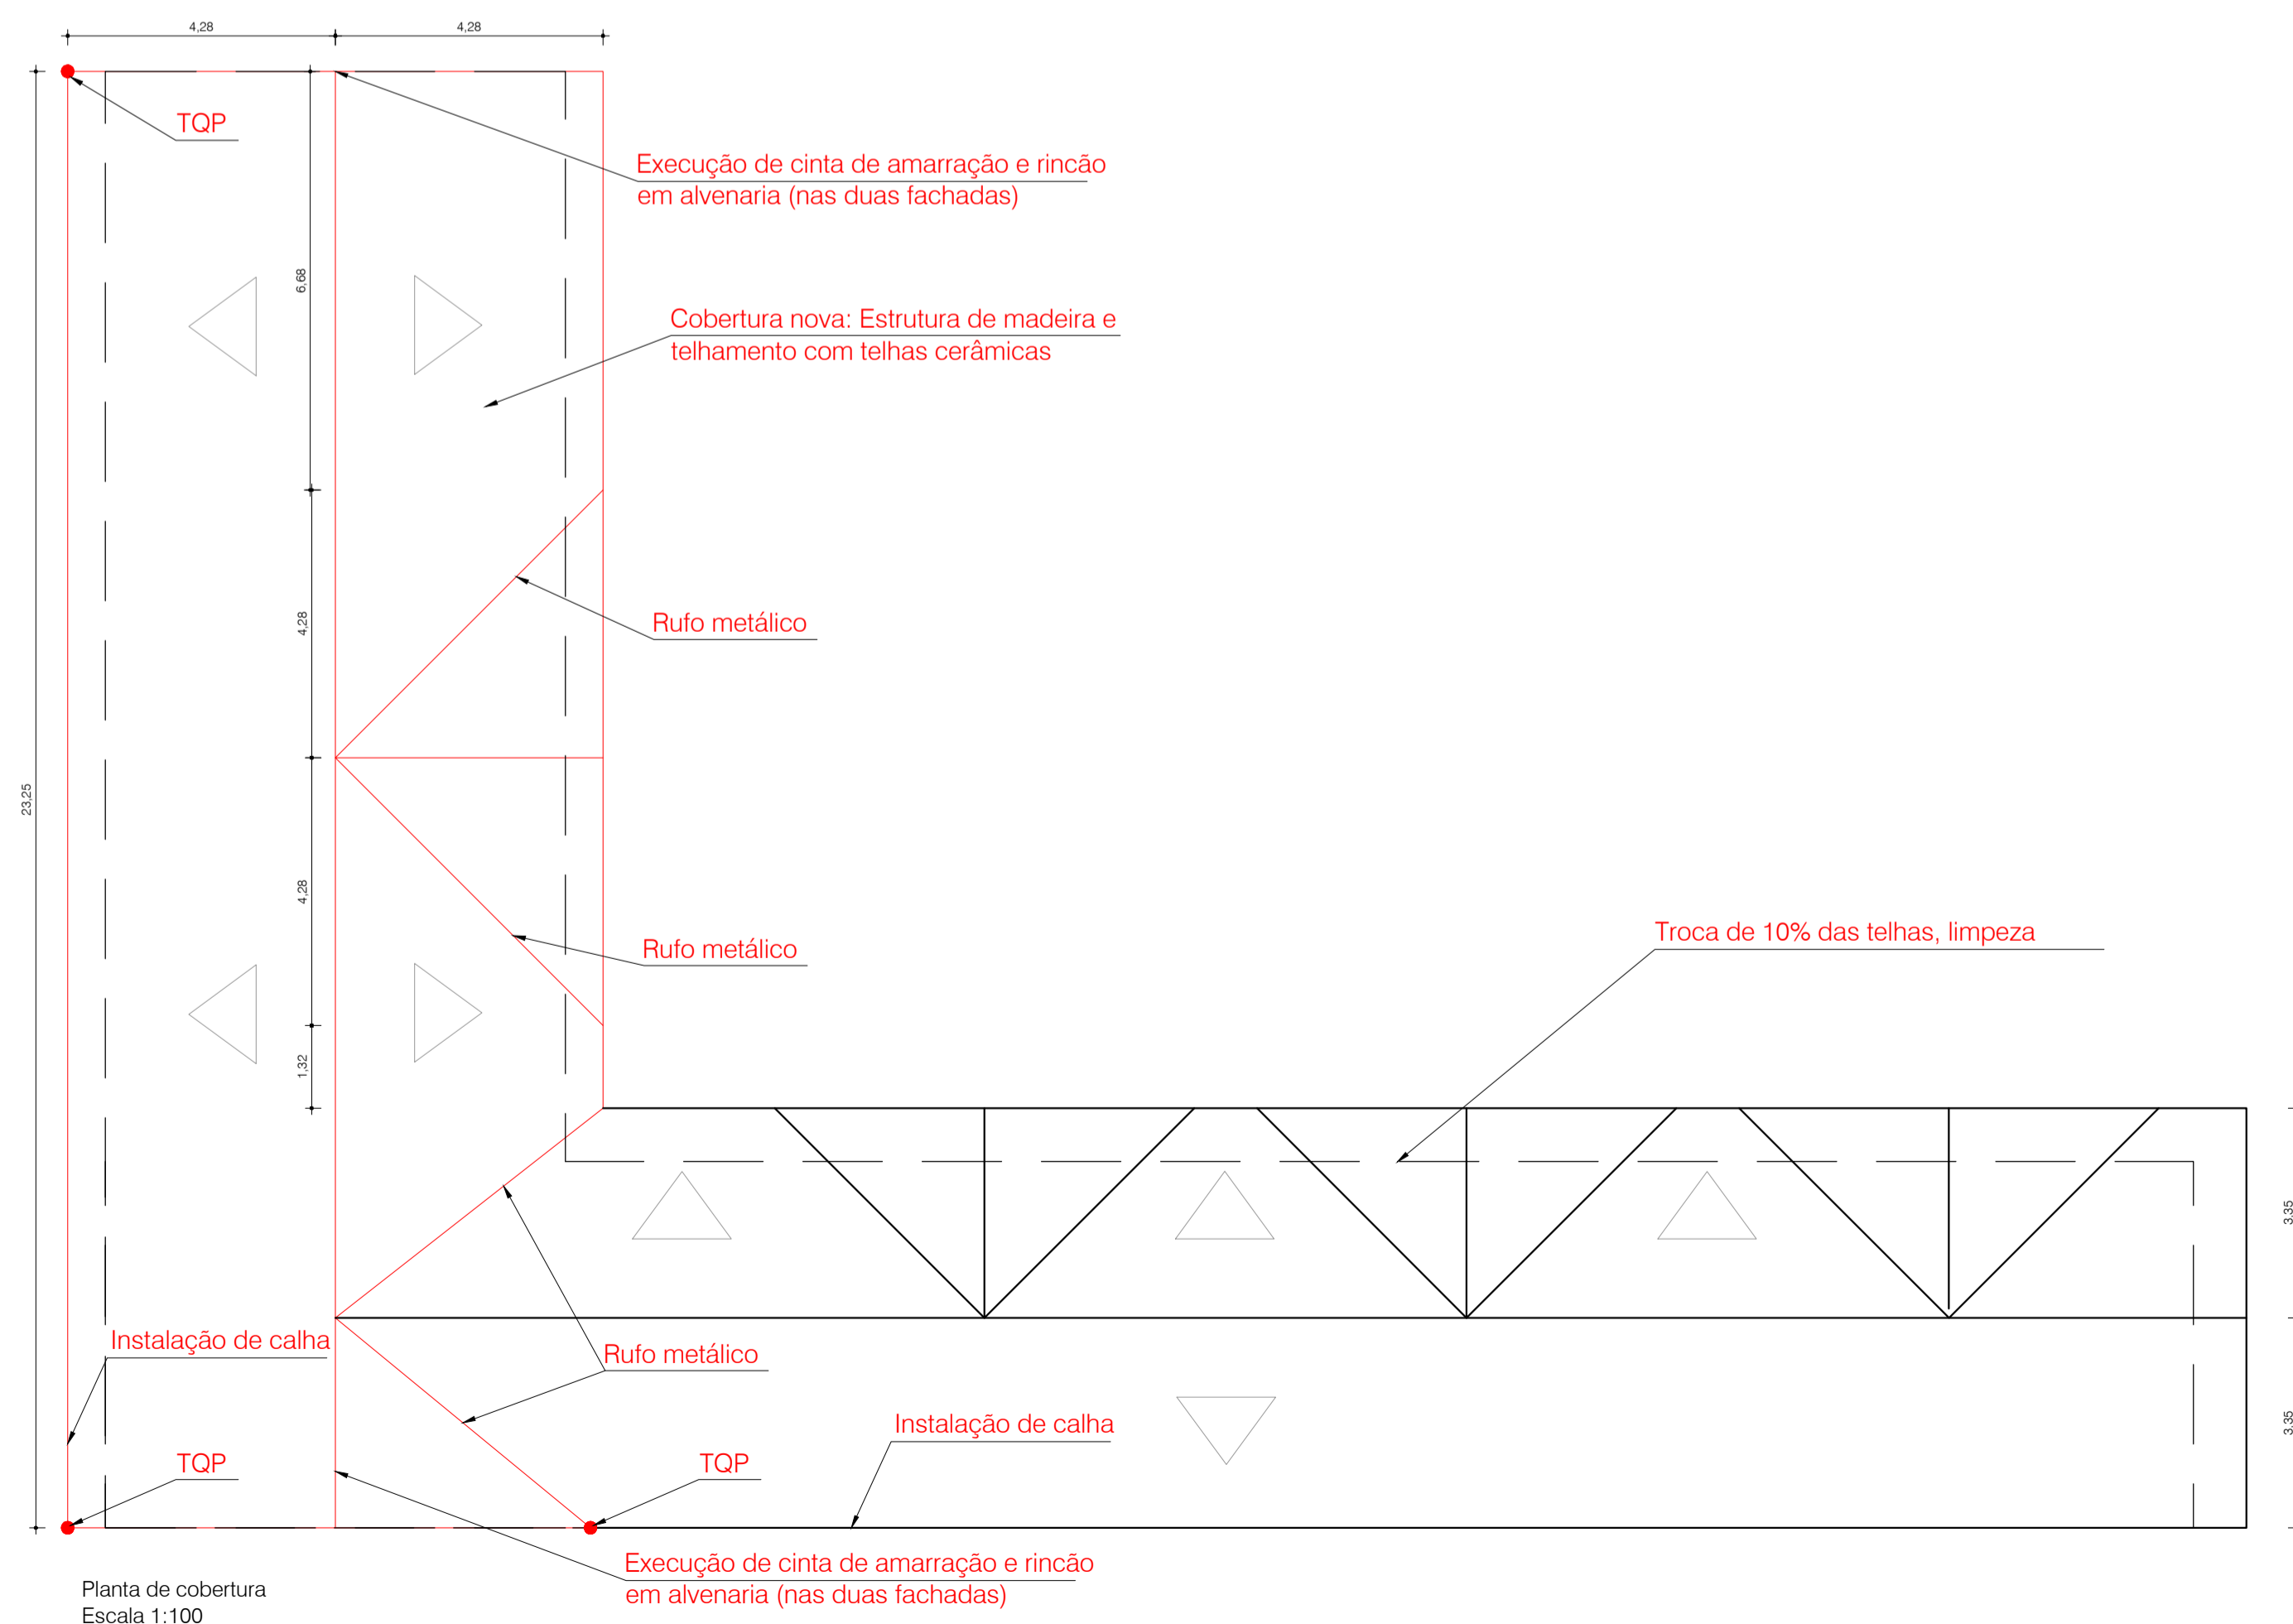 4,28
4,28
TQP
Execução de cinta de amarração e rincão
em alvenaria (nas duas fachadas)
6,68
Cobertura nova: Estrutura de madeira e
telhamento com telhas cerâmicas
4,28
Rufo metálico
23,25
4,28
Rufo metálico
Troca de 10% das telhas, limpeza
1,32
3.35
Instalação de calha
Rufo metálico
Instalação de calha
3.35
TQP
TQP
Execução de cinta de amarração e rincão
em alvenaria (nas duas fachadas)
Planta de cobertura
Escala 1:100